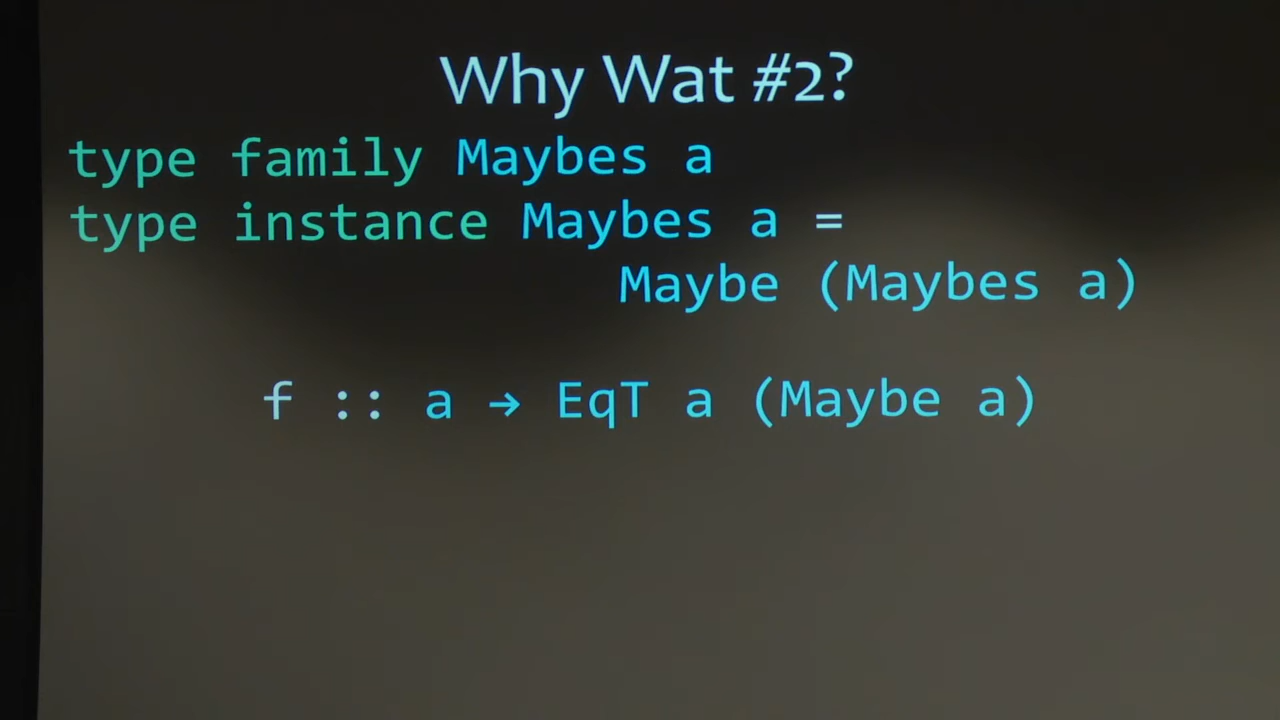 Why Wat #2?
type family Maybes a
type instance Maybes a =
Maybe (Maybes a)
f :: a → EqT a (Maybe a)